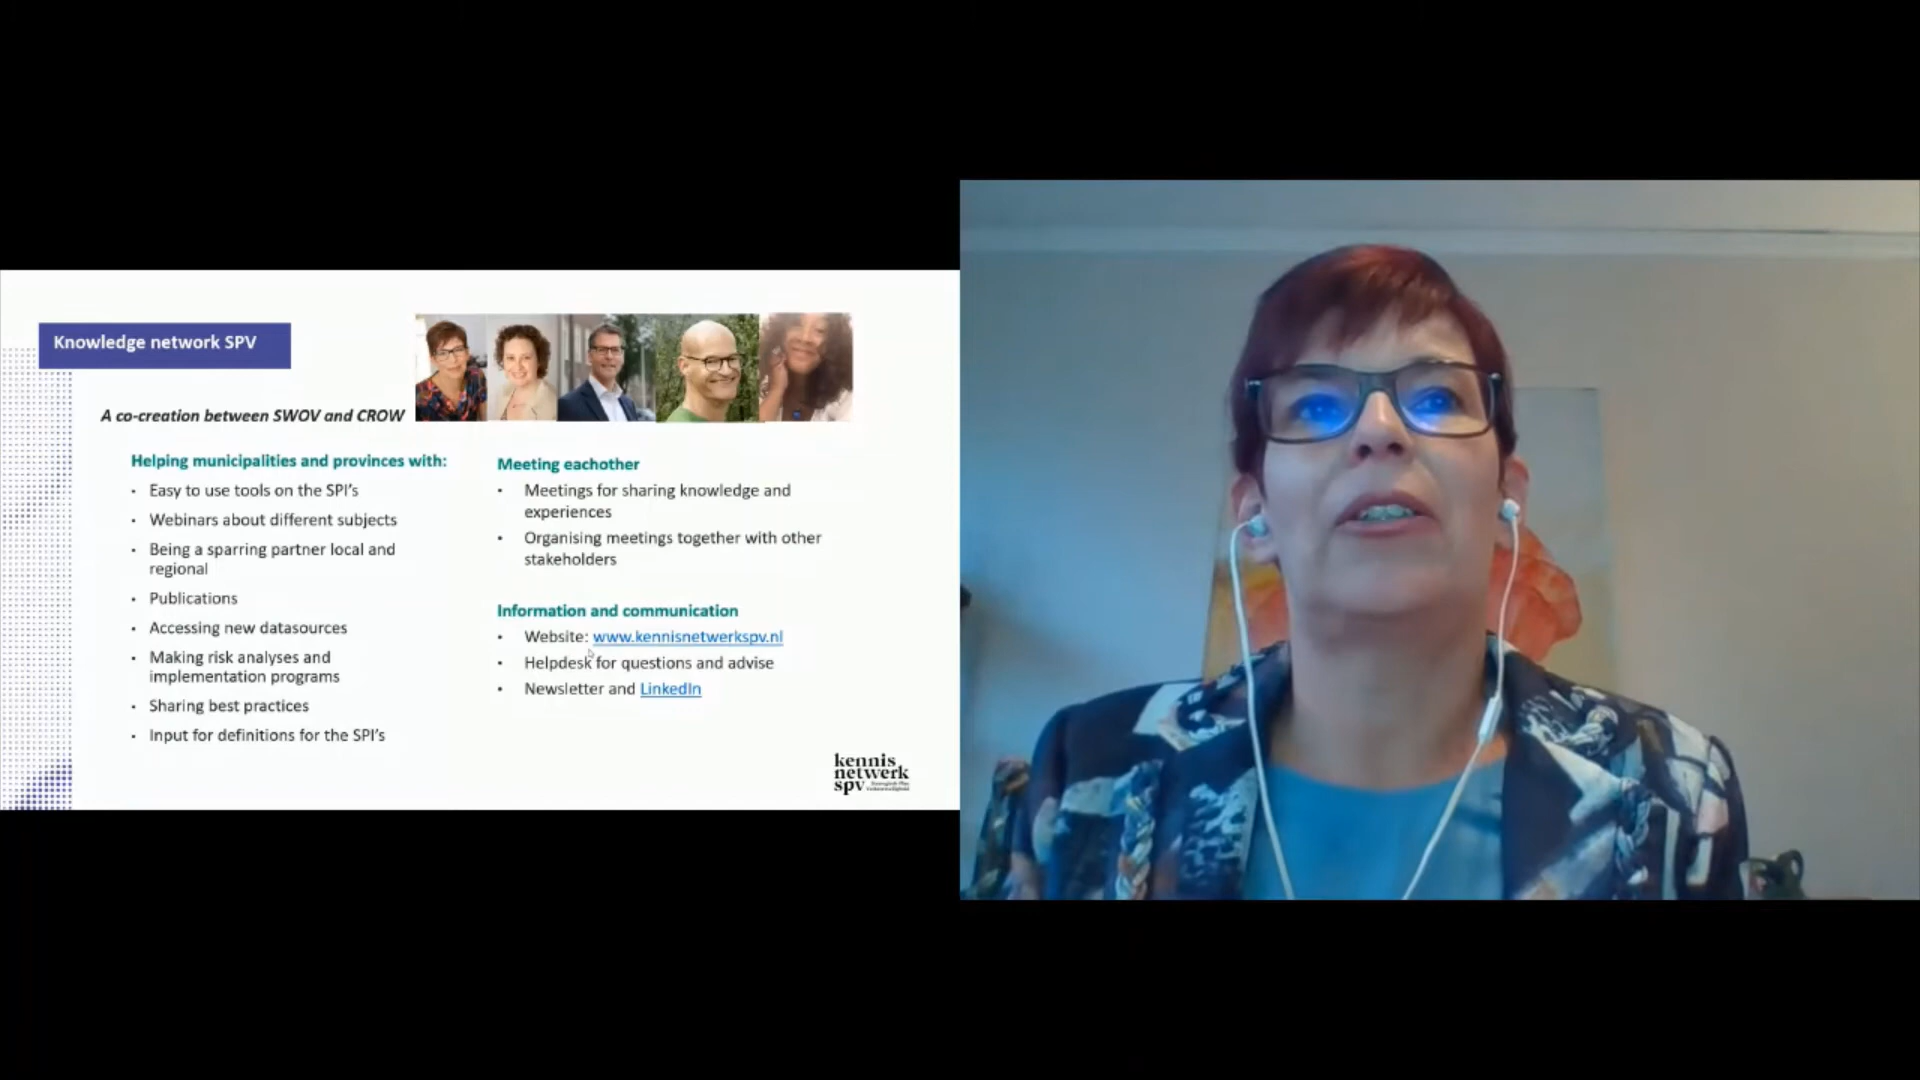 Knowledge network SPV
A co-creation between SWOV and CROW
Helping municipalities and provinces with:
• Easy to use tools on the SPI's
• Webinars about different subjects
• Being a sparring partner local and
regional
• Publications
• Accessing new datasources
• Making risk analyses and
implementation programs
• Sharing best practices
• Input for definitions for the SPI's
Meeting eachother
• Meetings for sharing knowledge and
experiences
• Organising meetings together with other
stakeholders
Information and communication
• Website: www.kennisnetwerkspv.nl
• Helpdesk for questions and advise
• Newsletter and LinkedIn
kennis
netwerk
spv